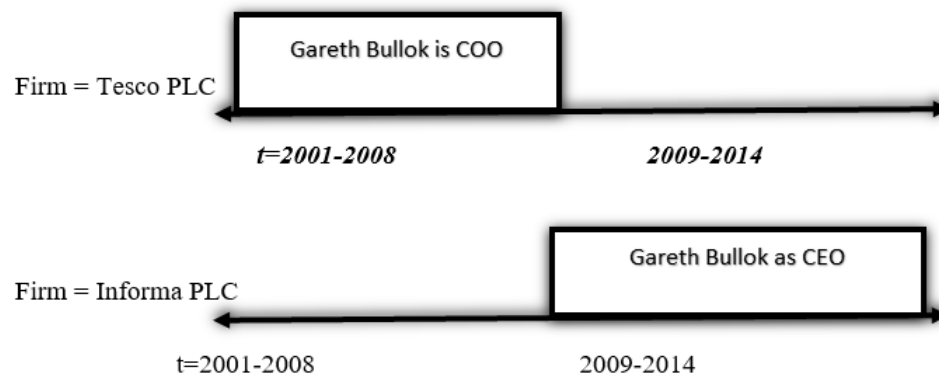 Gareth Bullok is COO
Firm = Tesco PLC
t=2001-2008 2009-2014
Gareth Bullok as CEO
Firm = Informa PLC
t=2001-2008 2009-2014